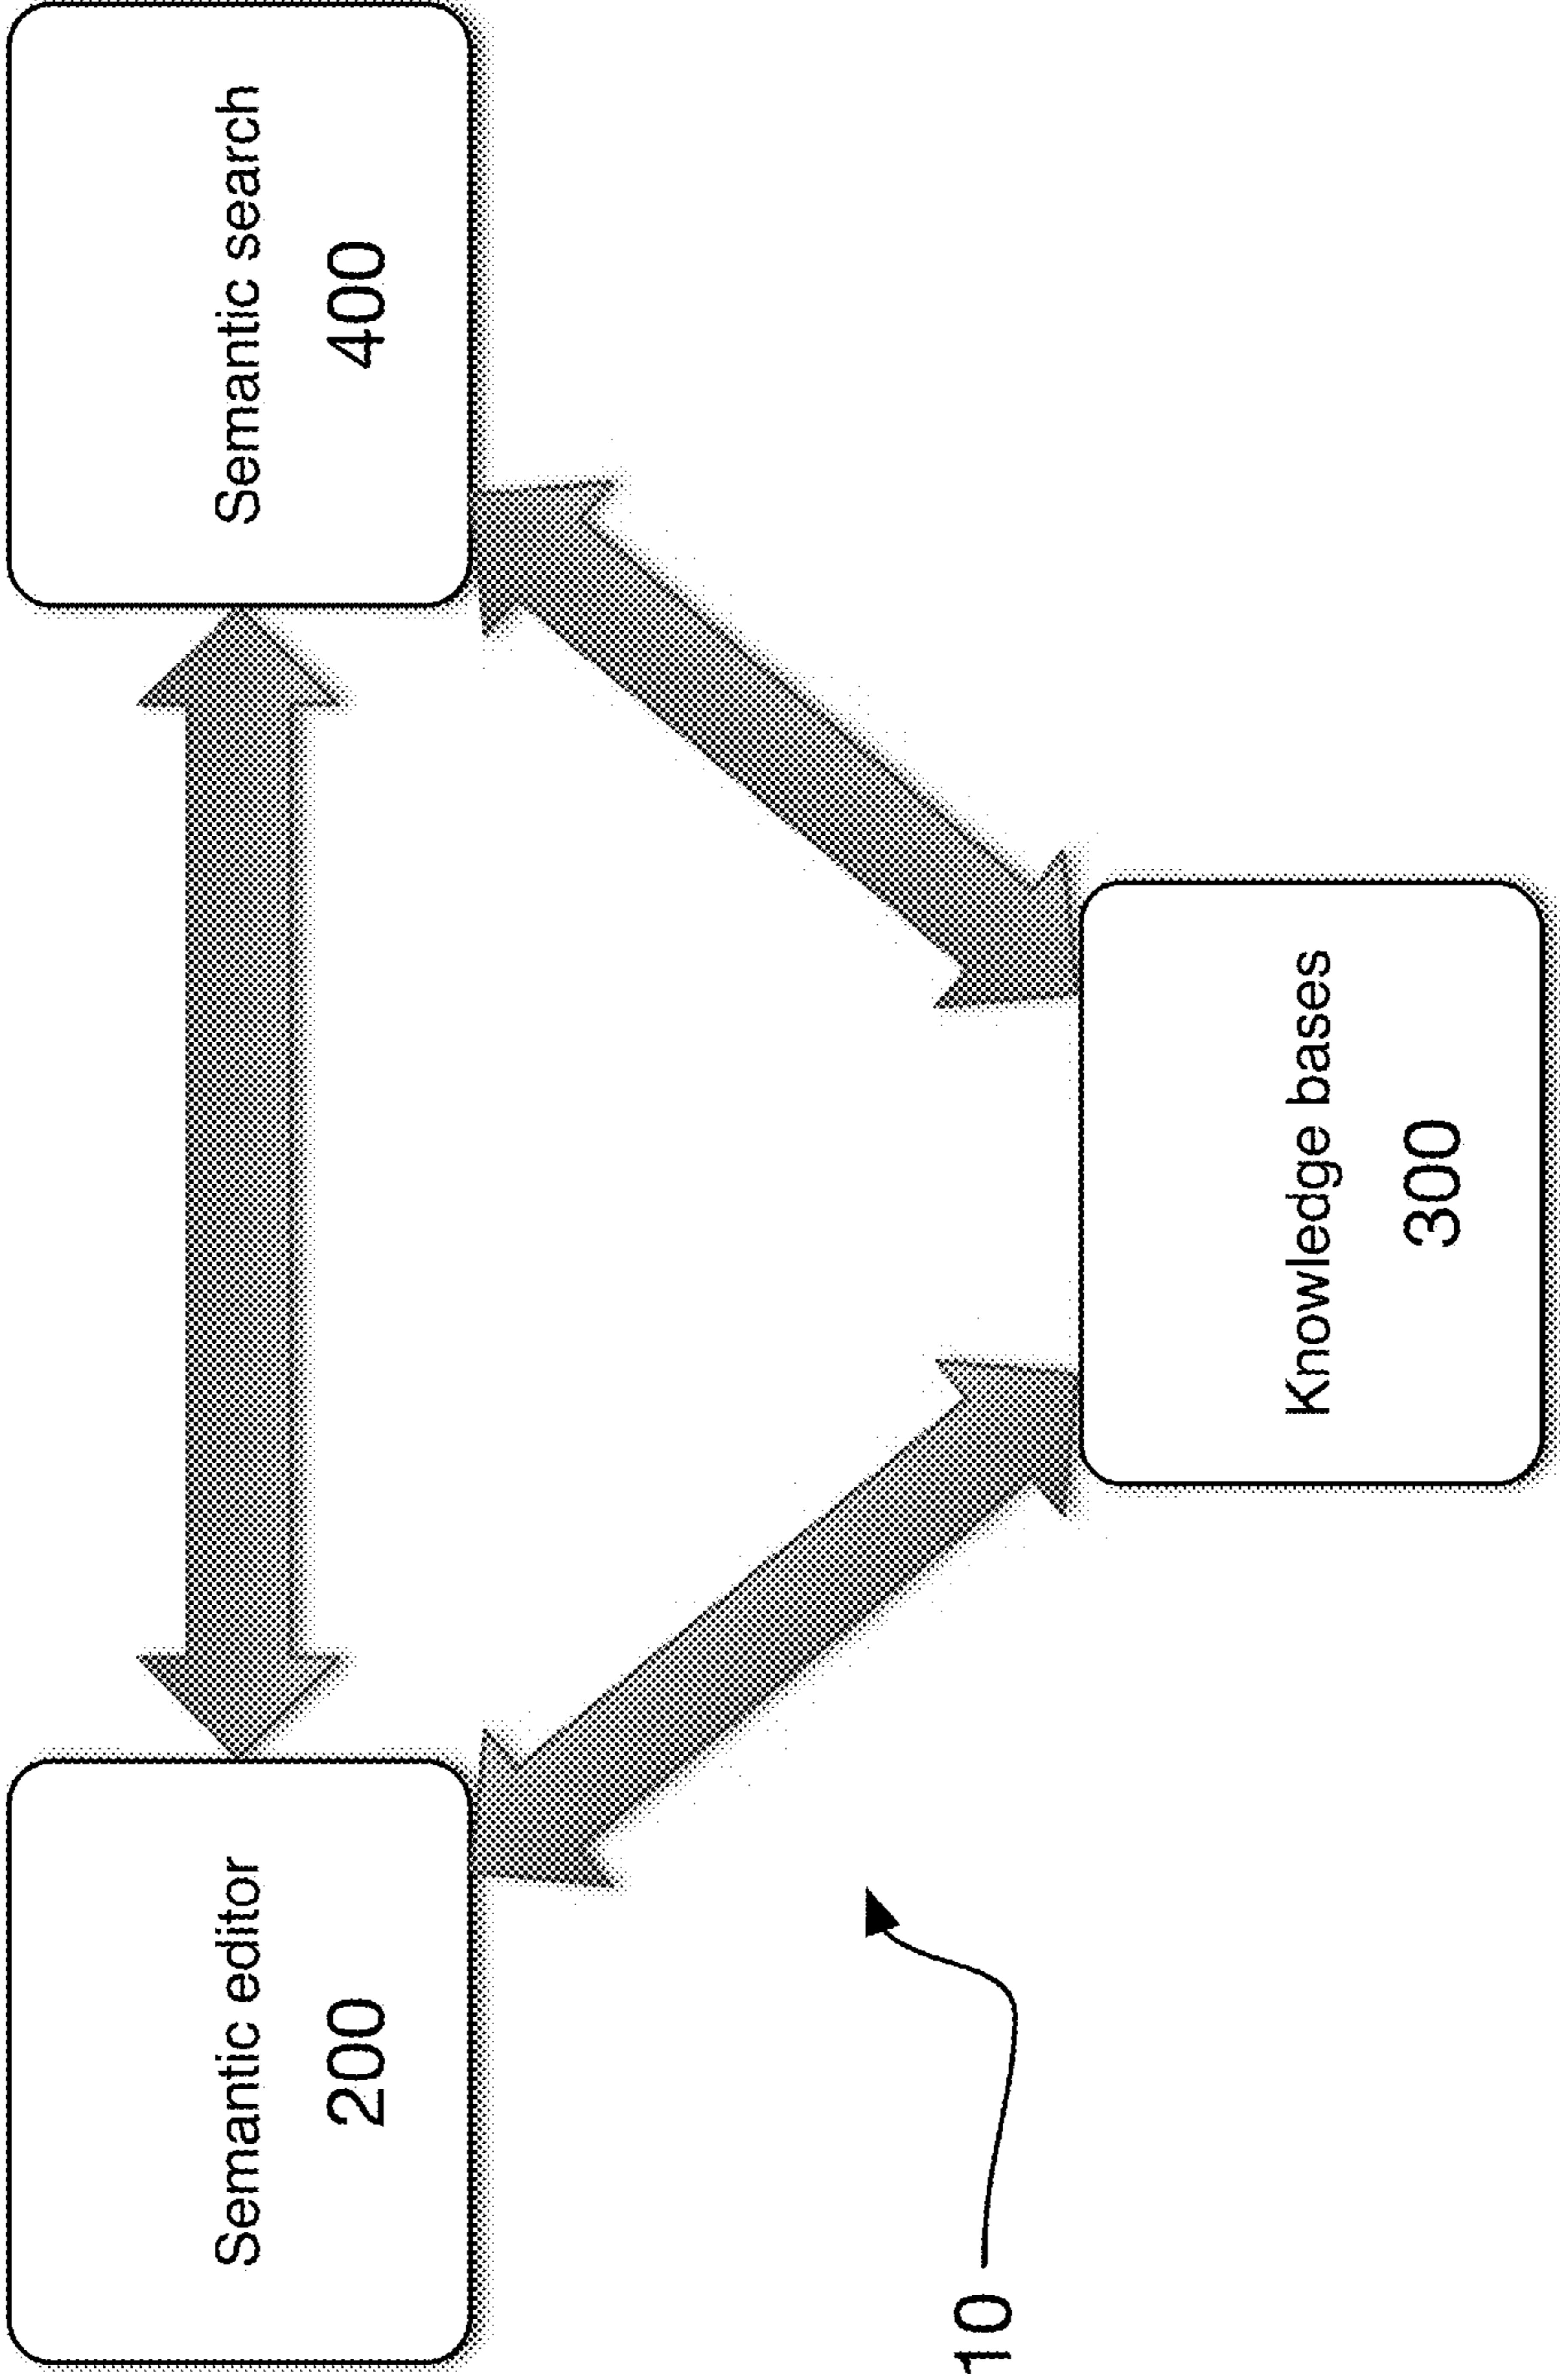 Semantic editor
200
Semantic search
400
Knowledge bases
300
10